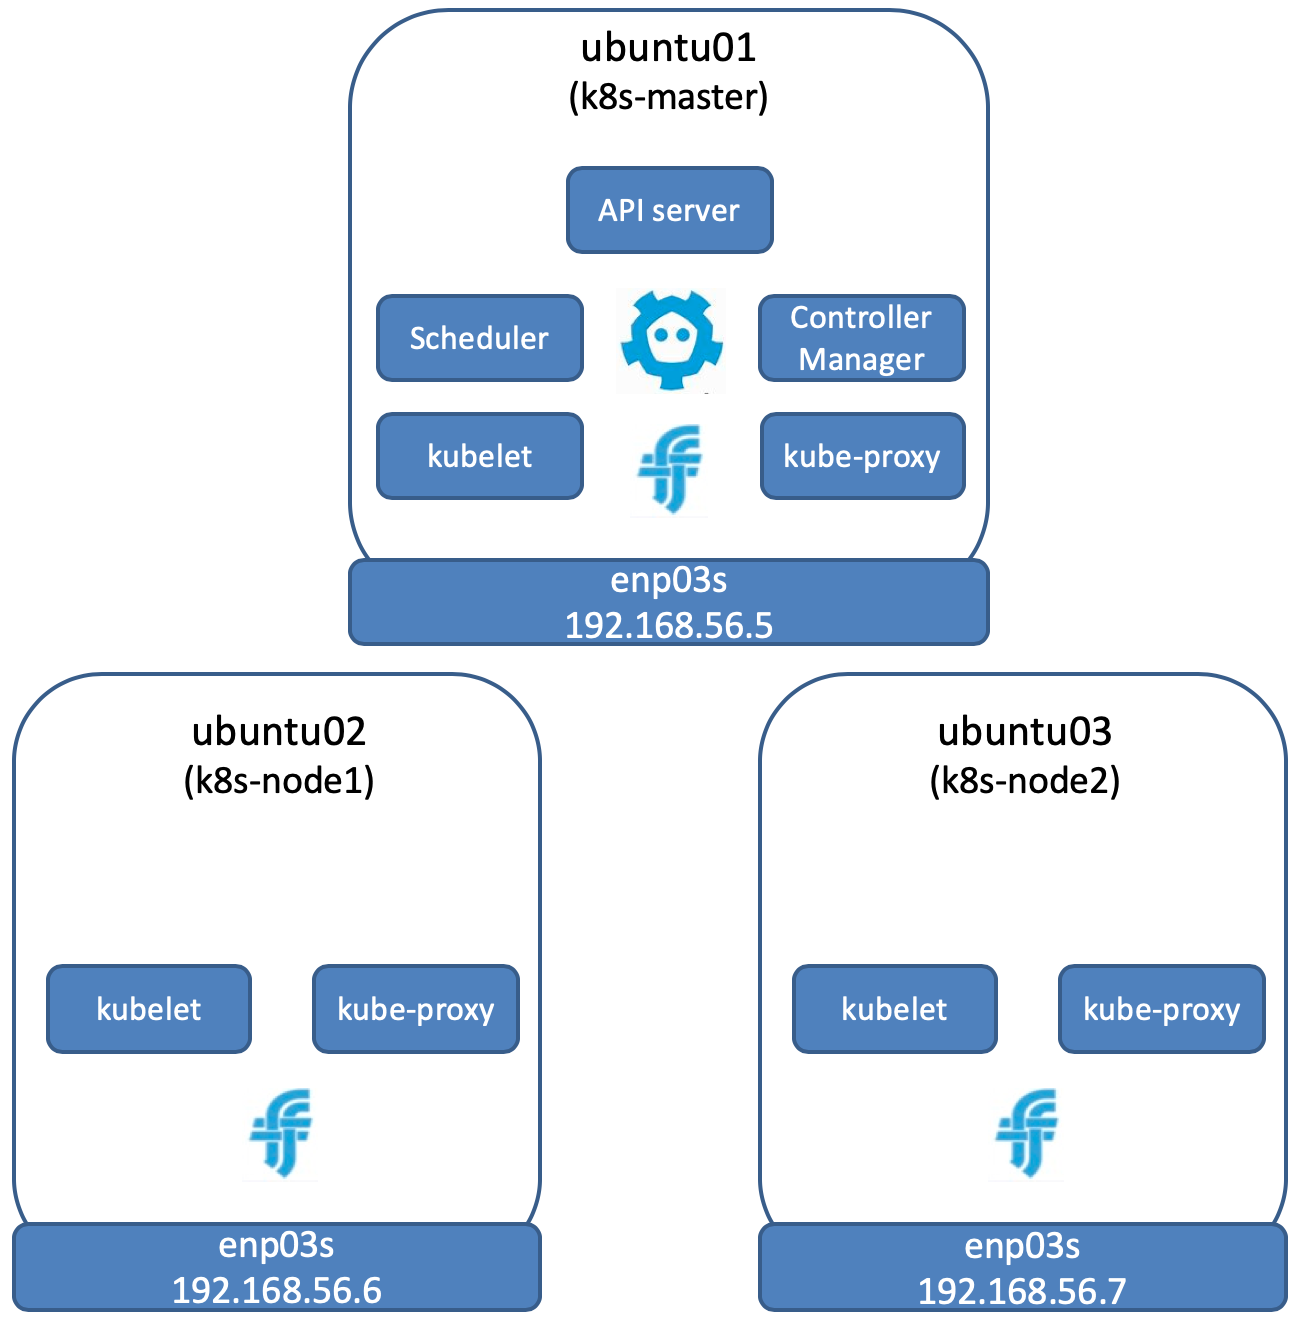 ubuntu01
(k8s-master)
API server
Scheduler
Controller
Manager
kubelet
kube-proxy
enp03s
192.168.56.5
ubuntu02
(k8s-node1)
kubelet
kube-proxy
enp03s
192.168.56.6
ubuntu03
(k8s-node2)
kubelet
kube-proxy
enp03s
192.168.56.7